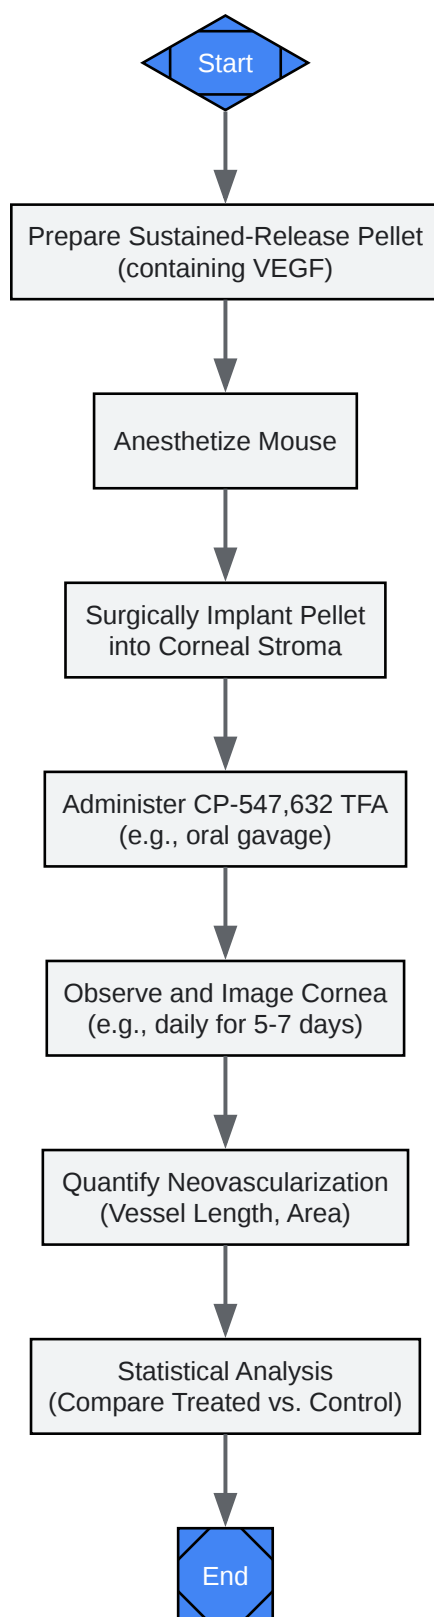 Start
Prepare Sustained-Release Pellet
(containing VEGF)
Anesthetize Mouse
Surgically Implant Pellet
into Corneal Stroma
Administer CP-547,632 TFA
(e.g., oral gavage)
Observe and Image Cornea
(e.g., daily for 5-7 days)
Quantify Neovascularization
(Vessel Length, Area)
Statistical Analysis
(Compare Treated vs. Control)
End